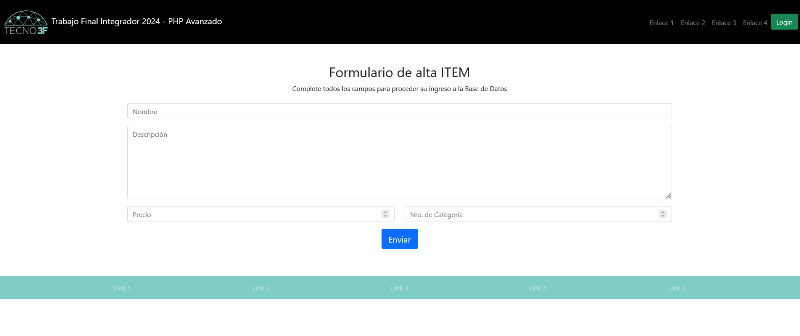 TECNO3F
Trabajo Final Integrador 2024 - PHP Avanzado
Enlace 1 Enlace 2 Enlace 3 Enlace 4 Login
Formulario de alta ITEM
Complete todos los campos para proceder su ingreso a la Base de Datos
Nombre
Descripción
Precio Nro. de Categoría
Enviar
Link 1 Link 2 Link 3 Link 4 Link 5